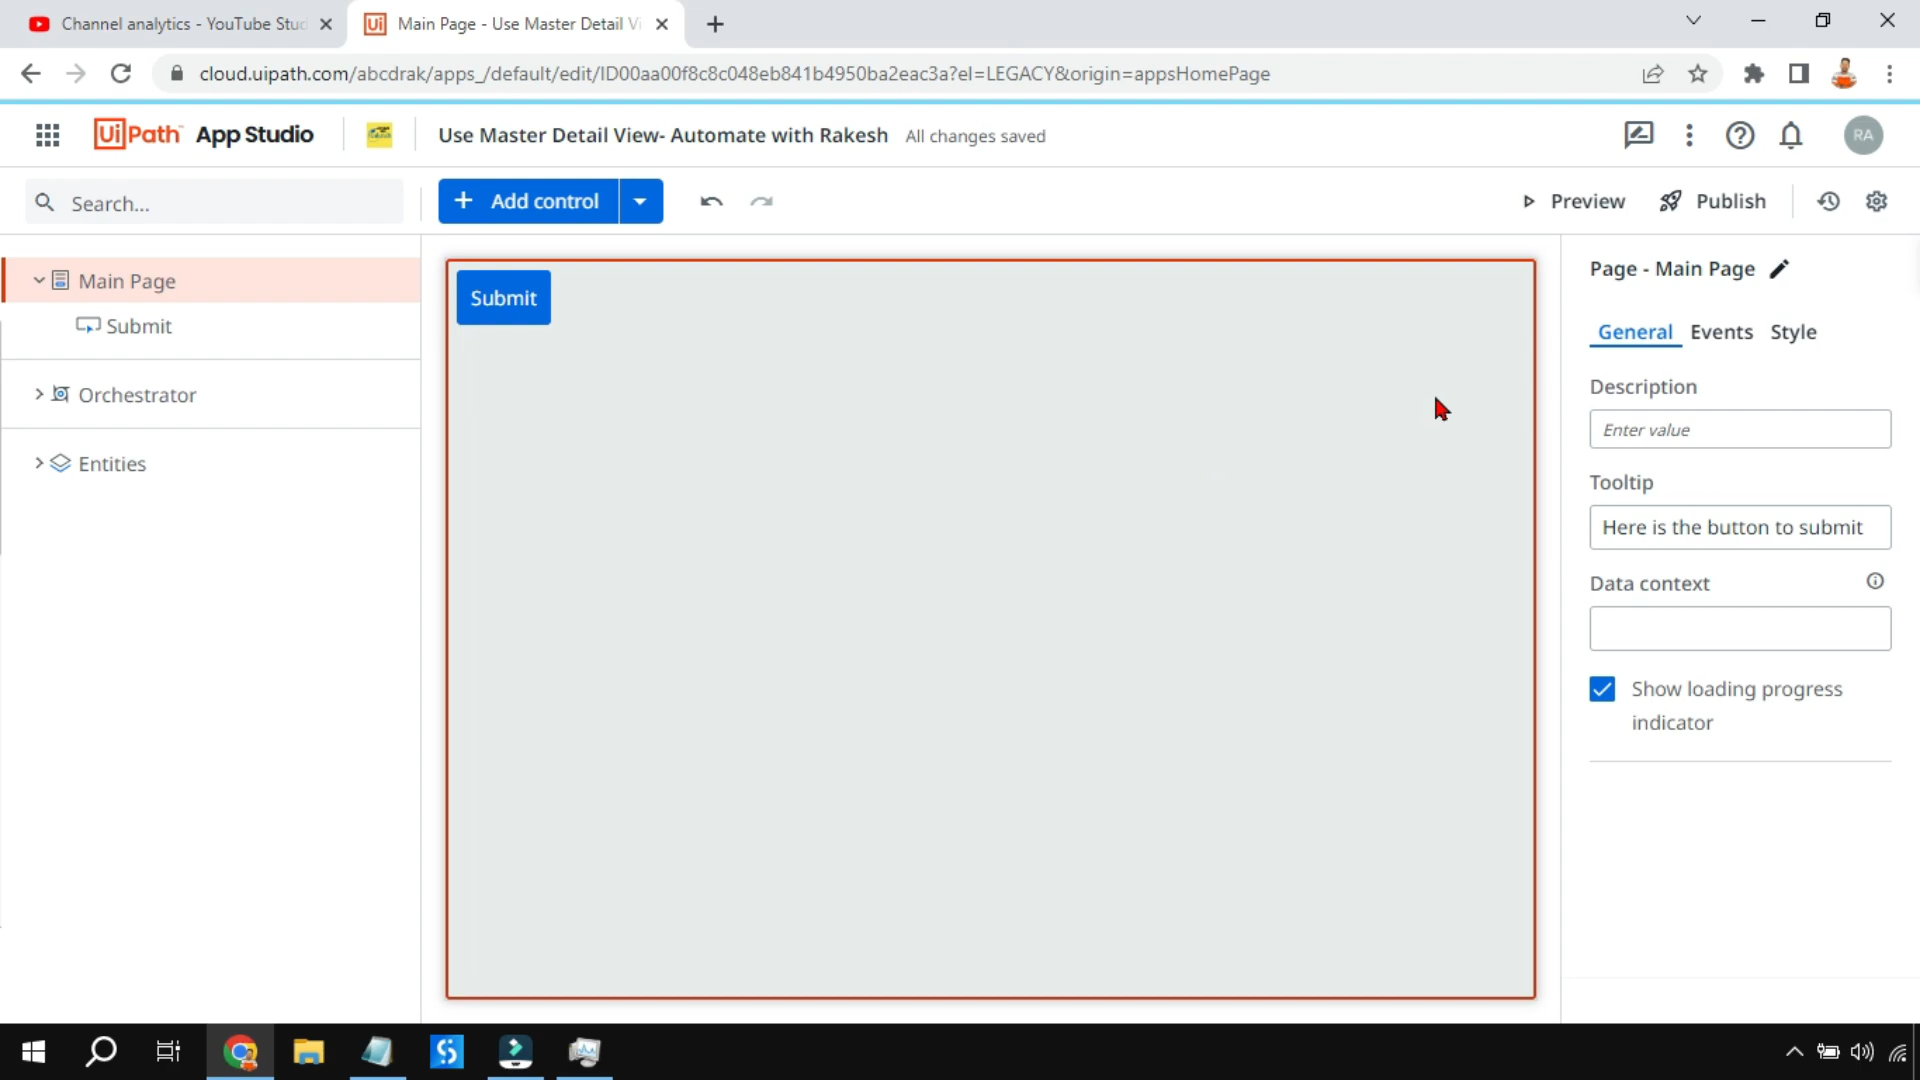 Channel analytics - YouTube Stu
Main Page - Use Master Detail Vi
cloud.uipath.com/abcdrak/apps_/default/edit/ID00aa00f8c8c048eb841b4950ba2eac3a?el=LEGACY&origin=appsHomePage
UiPath App Studio
Use Master Detail View- Automate with Rakesh All changes saved
RA
Search...
+ Add control
Preview
Publish
Main Page
Submit
Orchestrator
Entities
Submit
Page - Main Page
General Events Style
Description
Enter value
Tooltip
Here is the button to submit
Data context
Show loading progress
indicator